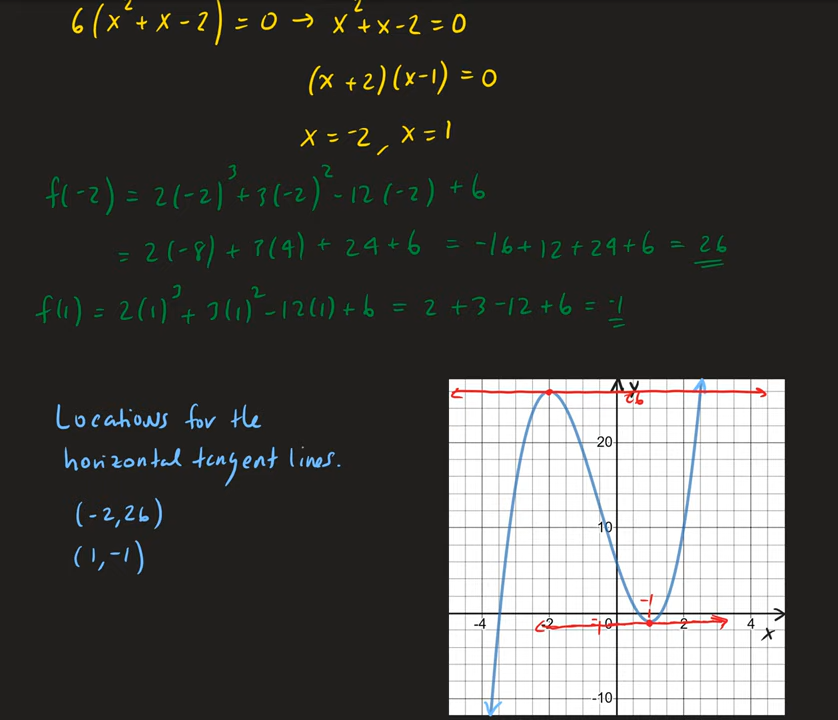 6(x² + x - 2) = 0 → x² + x - 2 = 0
(x + 2)(x - 1) = 0
x = -2, x = 1
f(-2) = 2(-2)³ + 3(-2)² - 12(-2) + 6
= 2(-8) + 3(4) + 24 + 6 = -16 + 12 + 24 + 6 = 26
f(1) = 2(1)³ + 3(1)² - 12(1) + 6 = 2 + 3 - 12 + 6 = -1
Locations for the
horizontal tangent lines.
(-2, 26)
(1, -1)
y
26
20
10
-1
-4 -2 -1 0 2 4
x
-10